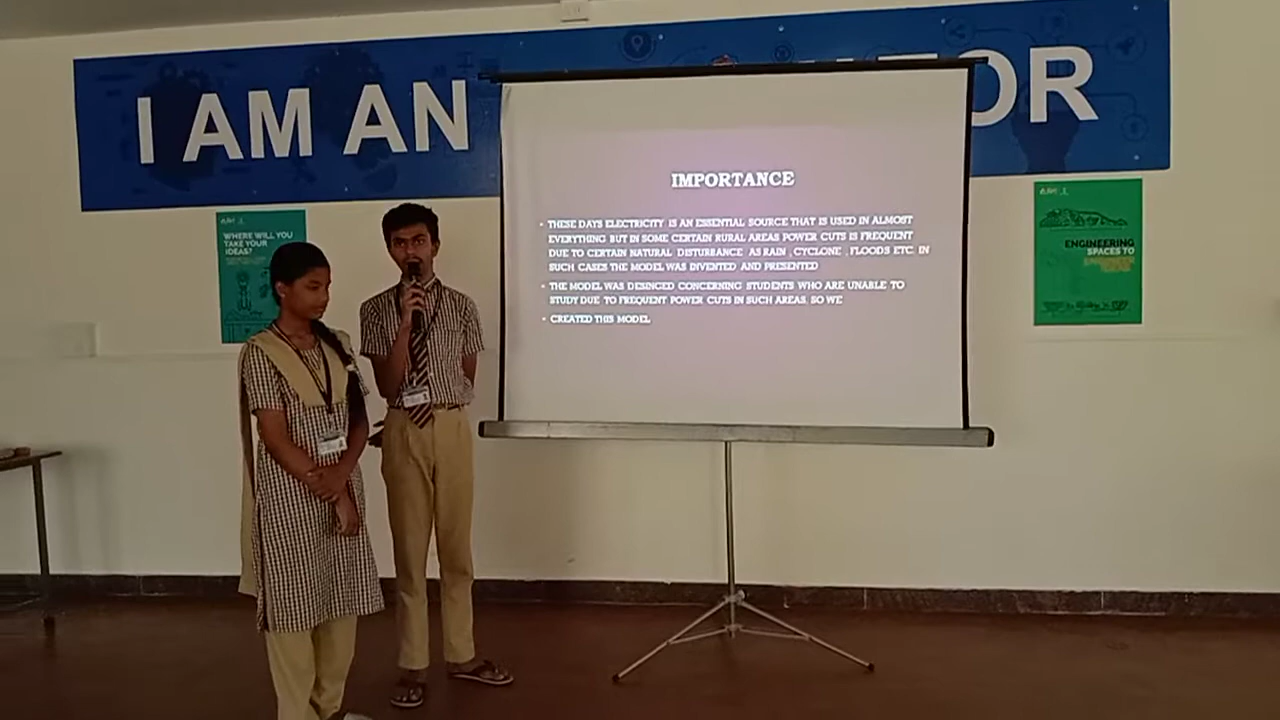 I AM AN
TOR
IMPORTANCE
• THESE DAYS ELECTRICITY IS AN ESSENTIAL SOURCE THAT IS USED IN ALMOST
EVERYTHING BUT IN SOME CERTAIN RURAL AREAS POWER CUTS IS FREQUENT
DUE TO CERTAIN NATURAL DISTURBANCE AS RAIN , CYCLONE , FLOODS ETC. IN
SUCH CASES THE MODEL WAS INVENTED AND PRESENTED
• THE MODEL WAS DESINCED CONCERNING STUDENTS WHO ARE UNABLE TO
STUDY DUE TO FREQUENT POWER CUTS IN SUCH AREAS. SO WE
• CREATED THIS MODEL
WHERE WILL YOU
TAKE YOUR
IDEAS?
ENGINEERING
SPACES TO
ENGINEER